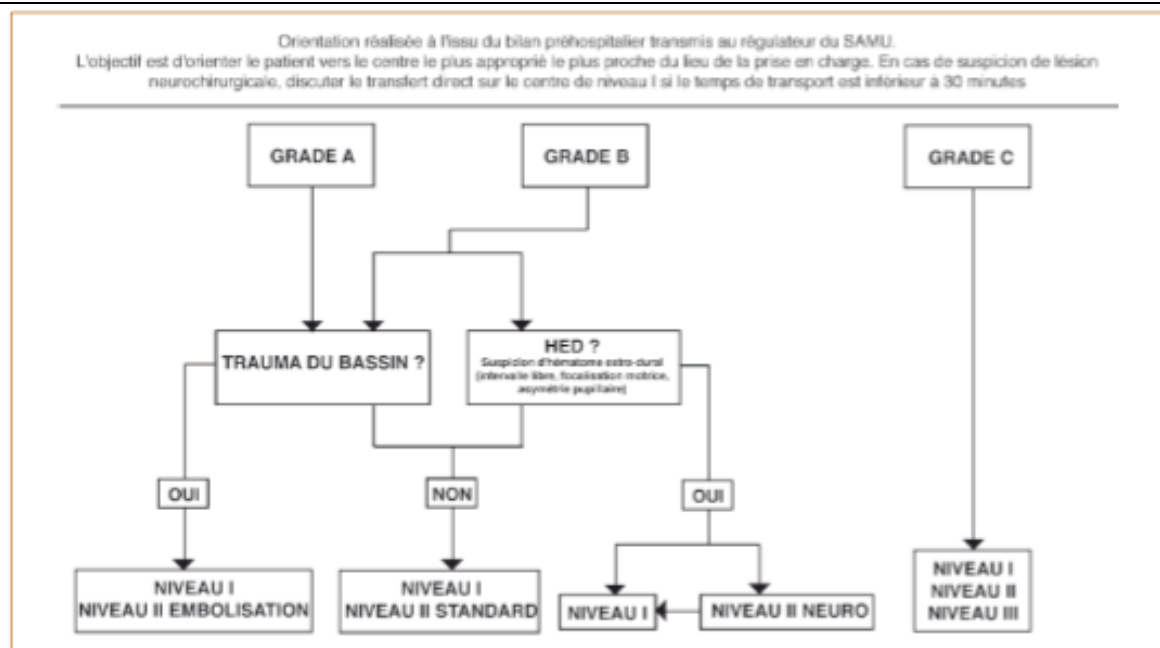 Orientation réalisée à l'issu du bilan préhospitalier transmis au régulateur du SAMU.
L'objectif est d'orienter le patient vers le centre le plus approprié le plus proche du lieu de la prise en charge. En cas de suspicion de lésion
neurochirurgicale, discuter le transfert direct sur le centre de niveau I si le temps de transport est inférieur à 30 minutes
GRADE A
GRADE B
GRADE C
TRAUMA DU BASSIN ?
HED ?
Suspicion d'hématome extra-dural
(intervalle libre, focalisation motrice,
asymétrie pupillaire)
OUI
NON
OUI
NIVEAU I
NIVEAU II EMBOLISATION
NIVEAU I
NIVEAU II STANDARD
NIVEAU I
NIVEAU II NEURO
NIVEAU I
NIVEAU II
NIVEAU III